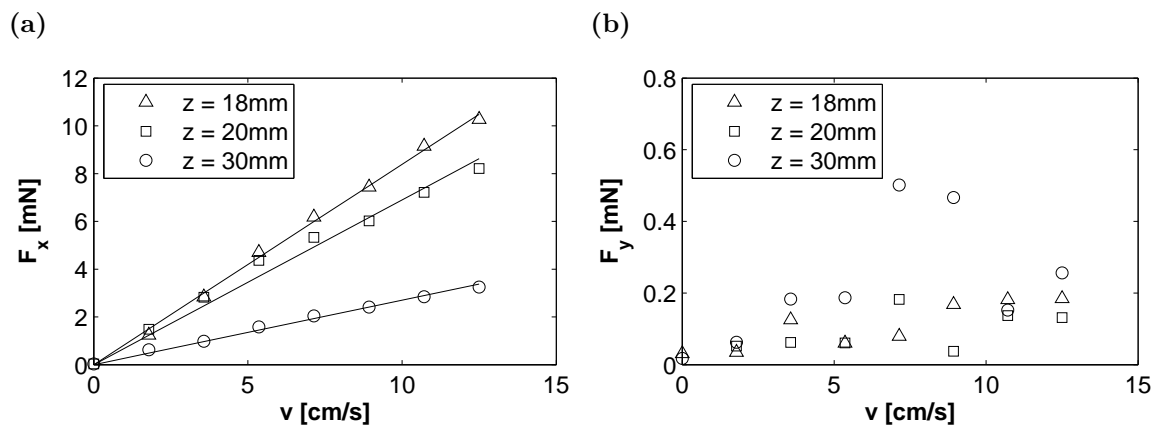 (a)
12
10
8
6
4
2
0
F_x [mN]
△ z = 18mm
□ z = 20mm
○ z = 30mm
0 5 10 15
v [cm/s]
(b)
0.8
0.6
0.4
0.2
0
F_y [mN]
△ z = 18mm
□ z = 20mm
○ z = 30mm
0 5 10 15
v [cm/s]